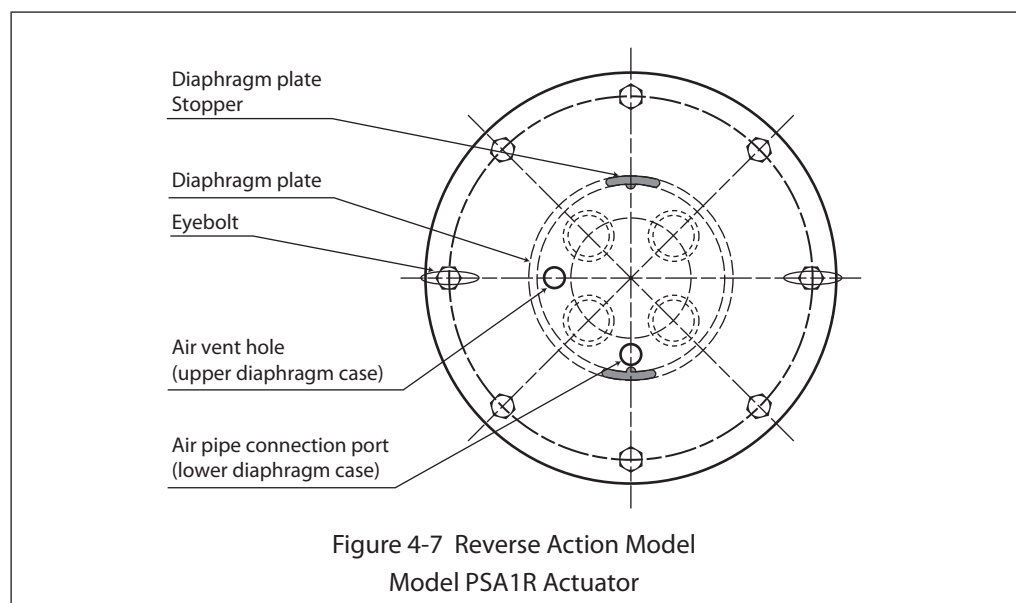 Diaphragm plate
Stopper
Diaphragm plate
Eyebolt
Air vent hole
(upper diaphragm case)
Air pipe connection port
(lower diaphragm case)
Figure 4-7 Reverse Action Model
Model PSA1R Actuator